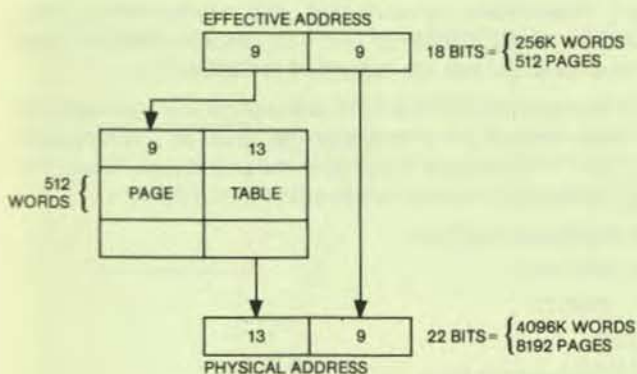 EFFECTIVE ADDRESS
9 9
18 BITS = { 256K WORDS
512 PAGES
9 13
512
WORDS {
PAGE TABLE
13 9
22 BITS = { 4096K WORDS
8192 PAGES
PHYSICAL ADDRESS